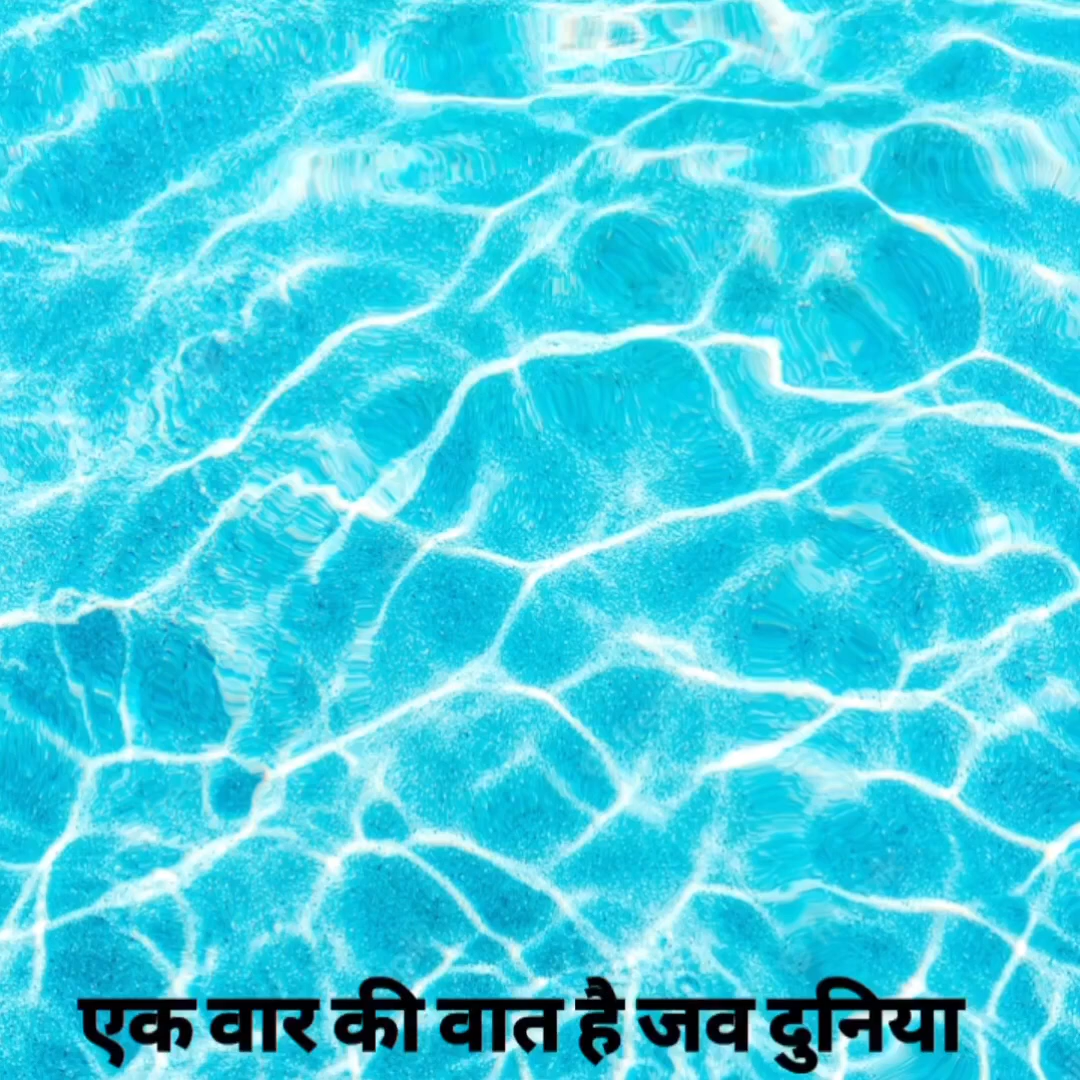 एक वार की वात है जव दुनिया